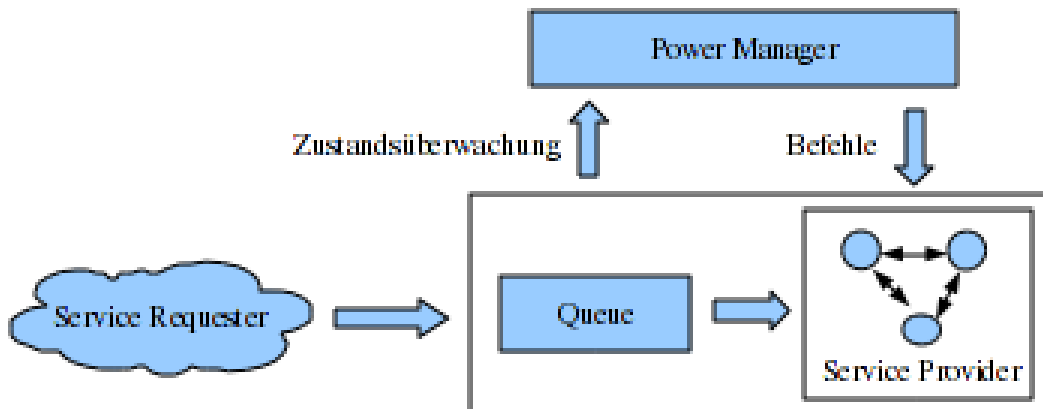 Power Manager
Zustandsüberwachung
Befehle
Service Requester
Queue
Service Provider